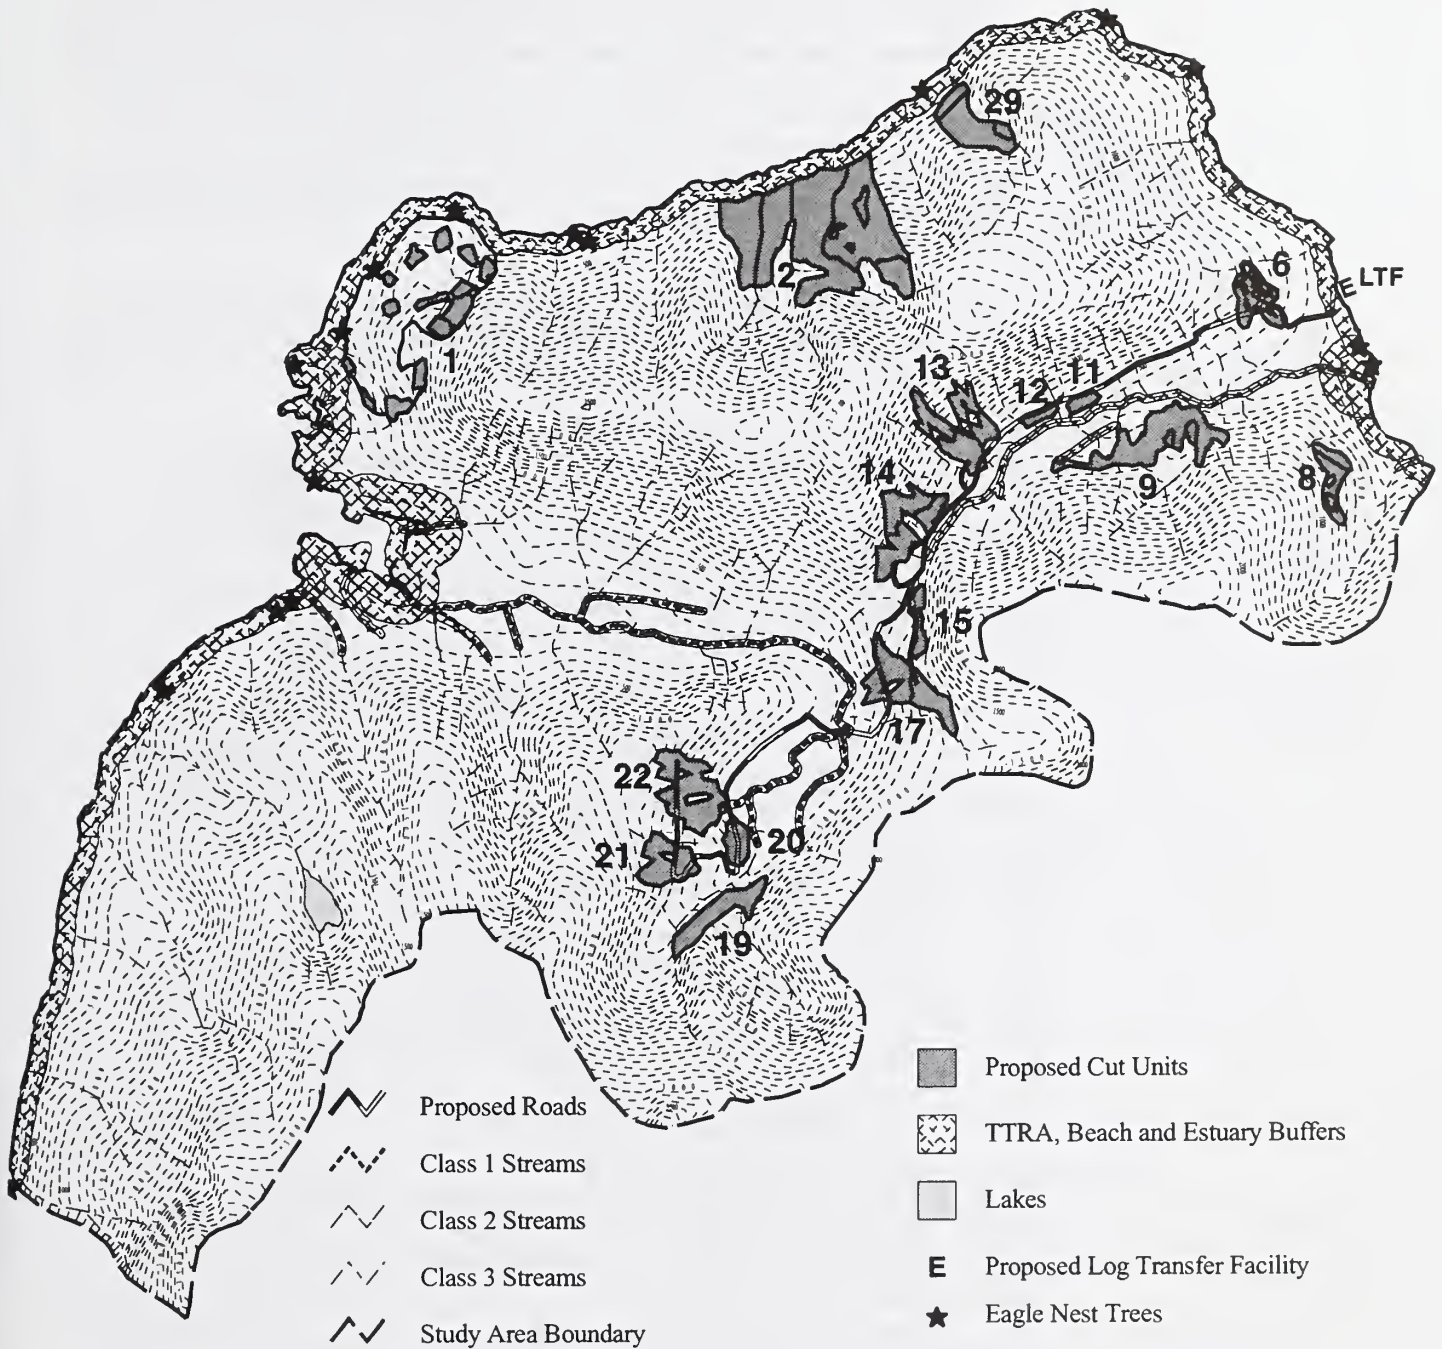 29
6
LTF
E
2
1
13
12
11
14
9
8
15
17
22
20
21
19
1500
Proposed Roads
Class 1 Streams
Class 2 Streams
Class 3 Streams
Study Area Boundary
Proposed Cut Units
TTRA, Beach and Estuary Buffers
Lakes
E Proposed Log Transfer Facility
Eagle Nest Trees